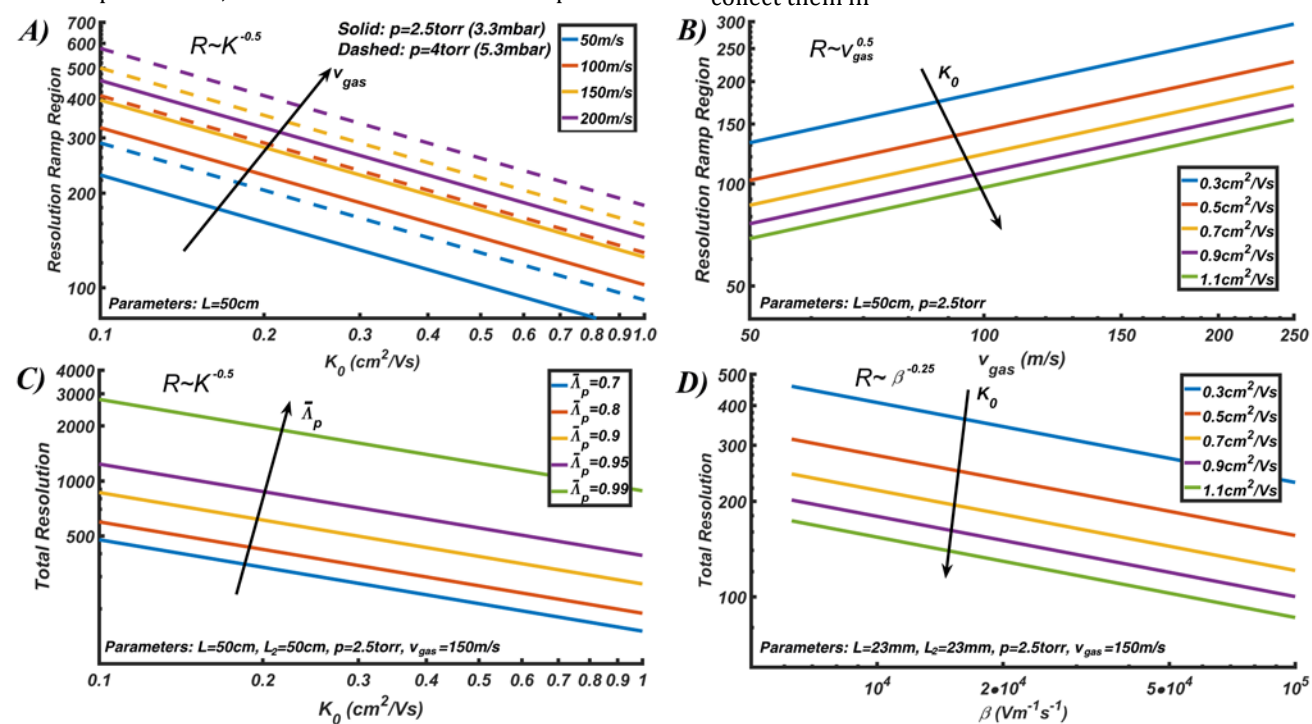 collect them in
A)
R~K^-0.5
Solid: p=2.5torr (3.3mbar)
Dashed: p=4torr (5.3mbar)
v_gas
50m/s
100m/s
150m/s
200m/s
Resolution Ramp Region
700
600
500
400
300
200
100
Parameters: L=50cm
0.1 0.2 0.3 0.4 0.5 0.6 0.7 0.8 0.91.0
K_0 (cm^2/Vs)
B)
R~v_gas^0.5
K_0
Resolution Ramp Region
300
200
150
100
50
0.3cm^2/Vs
0.5cm^2/Vs
0.7cm^2/Vs
0.9cm^2/Vs
1.1cm^2/Vs
Parameters: L=50cm, p=2.5torr
50 100 150 200 250
v_gas (m/s)
C)
R~K^-0.5
Λ̄_p
Λ̄_p=0.7
Λ̄_p=0.8
Λ̄_p=0.9
Λ̄_p=0.95
Λ̄_p=0.99
Total Resolution
4000
3000
2000
1000
500
Parameters: L=50cm, L_2=50cm, p=2.5torr, v_gas=150m/s
0.1 0.2 0.3 0.4 0.5 0.6 0.7 0.8 0.9 1
K_0 (cm^2/Vs)
D)
R~ β^-0.25
K_0
0.3cm^2/Vs
0.5cm^2/Vs
0.7cm^2/Vs
0.9cm^2/Vs
1.1cm^2/Vs
Total Resolution
500
300
200
100
Parameters: L=23mm, L_2=23mm, p=2.5torr, v_gas=150m/s
10^4 2•10^4 5•10^4 10^5
β (Vm^-1s^-1)